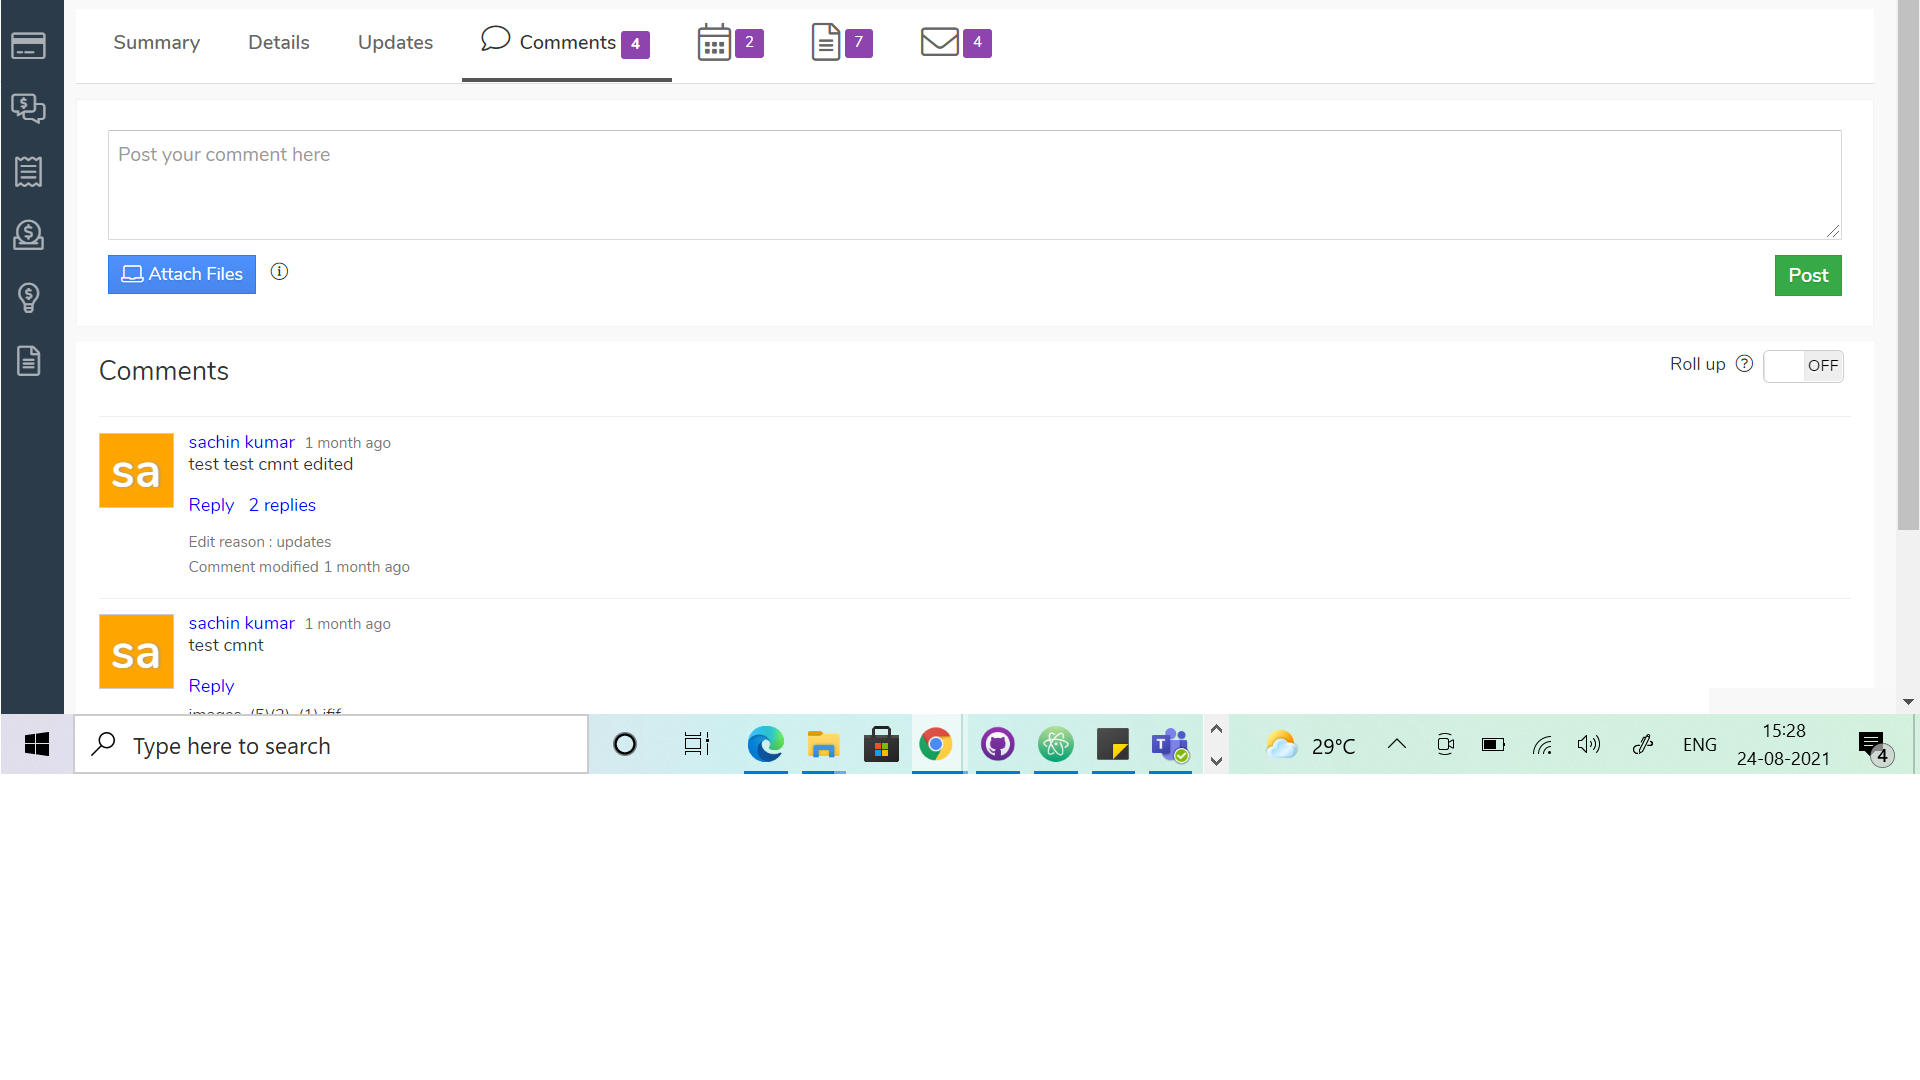 Summary Details Updates Comments 4 2 7 4
Post your comment here
Attach Files
Post
Comments
Roll up OFF
sa
sachin kumar 1 month ago
test test cmnt edited
Reply 2 replies
Edit reason : updates
Comment modified 1 month ago
sa
sachin kumar 1 month ago
test cmnt
Reply
Type here to search
29°C
ENG
15:28
24-08-2021
4